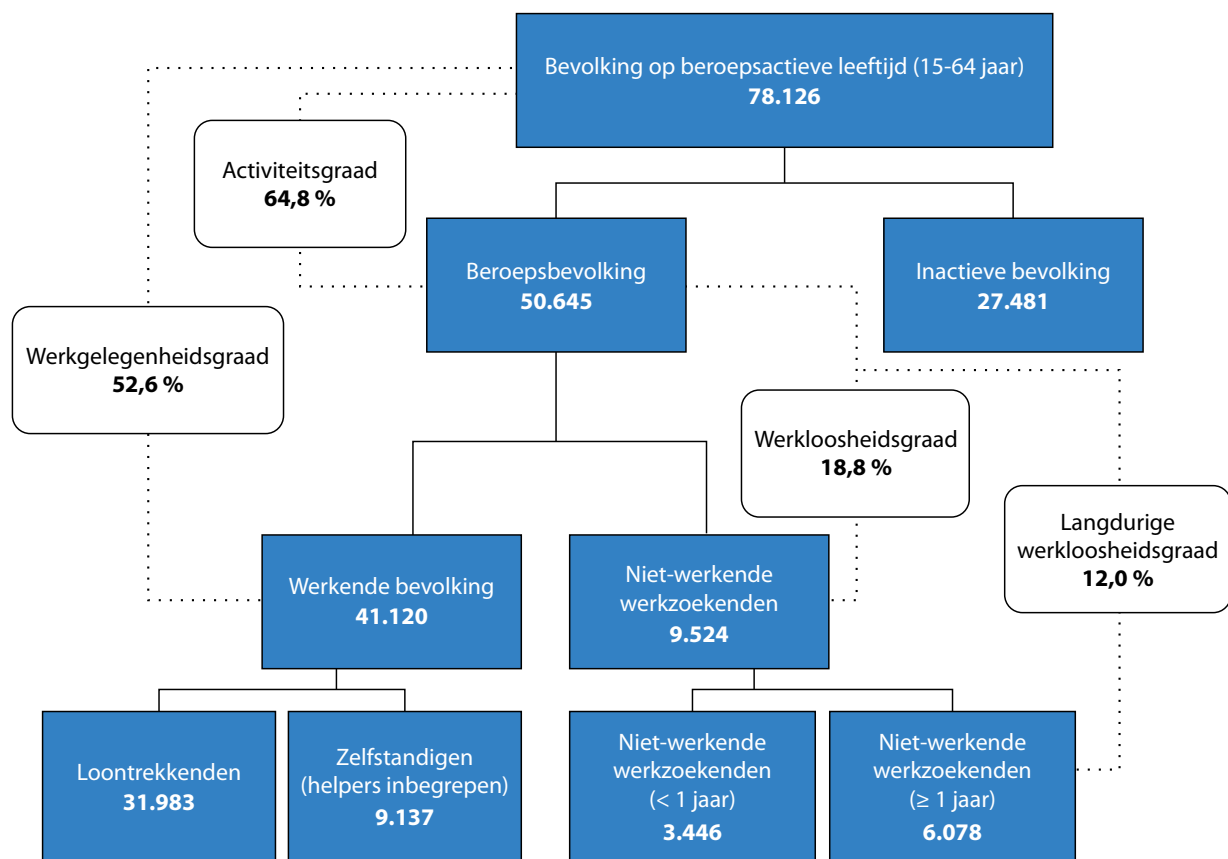 Bevolking op beroepsactieve leeftijd (15-64 jaar)
78.126
Activiteitsgraad
64,8 %
Beroepsbevolking
50.645
Inactieve bevolking
27.481
Werkgelegenheidsgraad
52,6 %
Werkloosheidsgraad
18,8 %
Langdurige
werkloosheidsgraad
12,0 %
Werkende bevolking
41.120
Niet-werkende
werkzoekenden
9.524
Loontrekkenden
31.983
Zelfstandigen
(helpers inbegrepen)
9.137
Niet-werkende
werkzoekenden
(< 1 jaar)
3.446
Niet-werkende
werkzoekenden
(≥ 1 jaar)
6.078